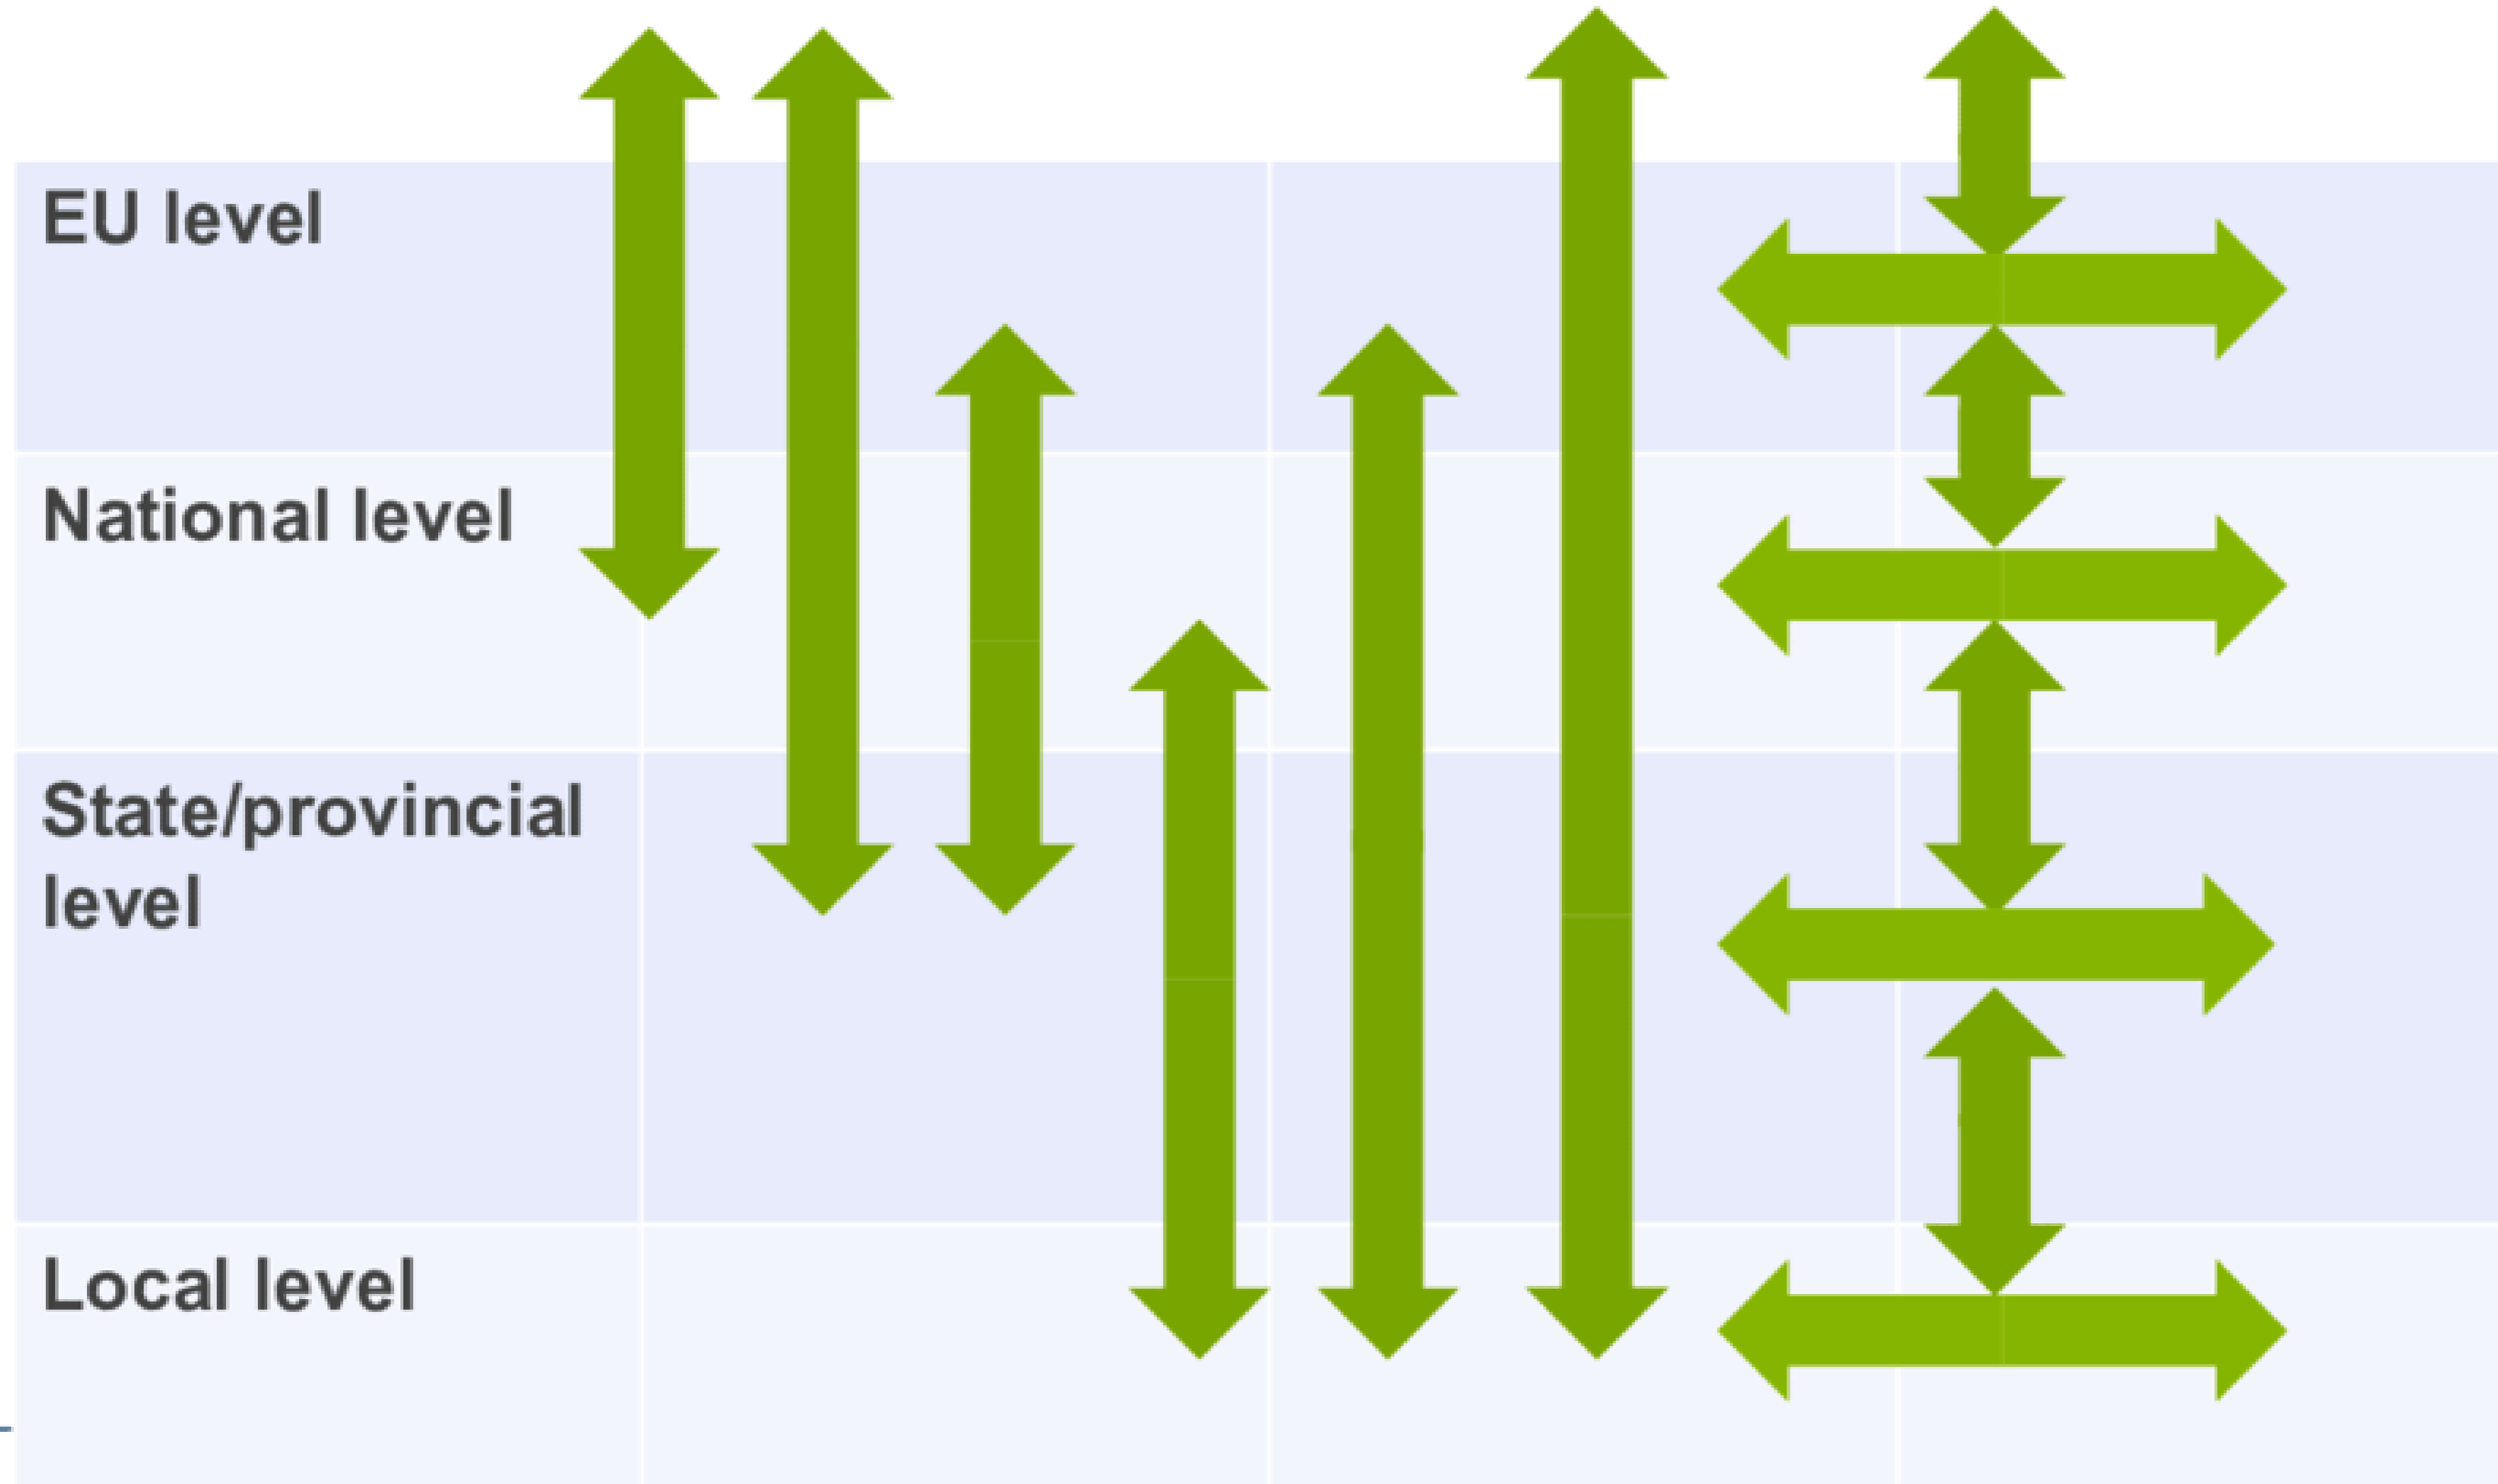 EU level
National level
State/provincial
level
Local level